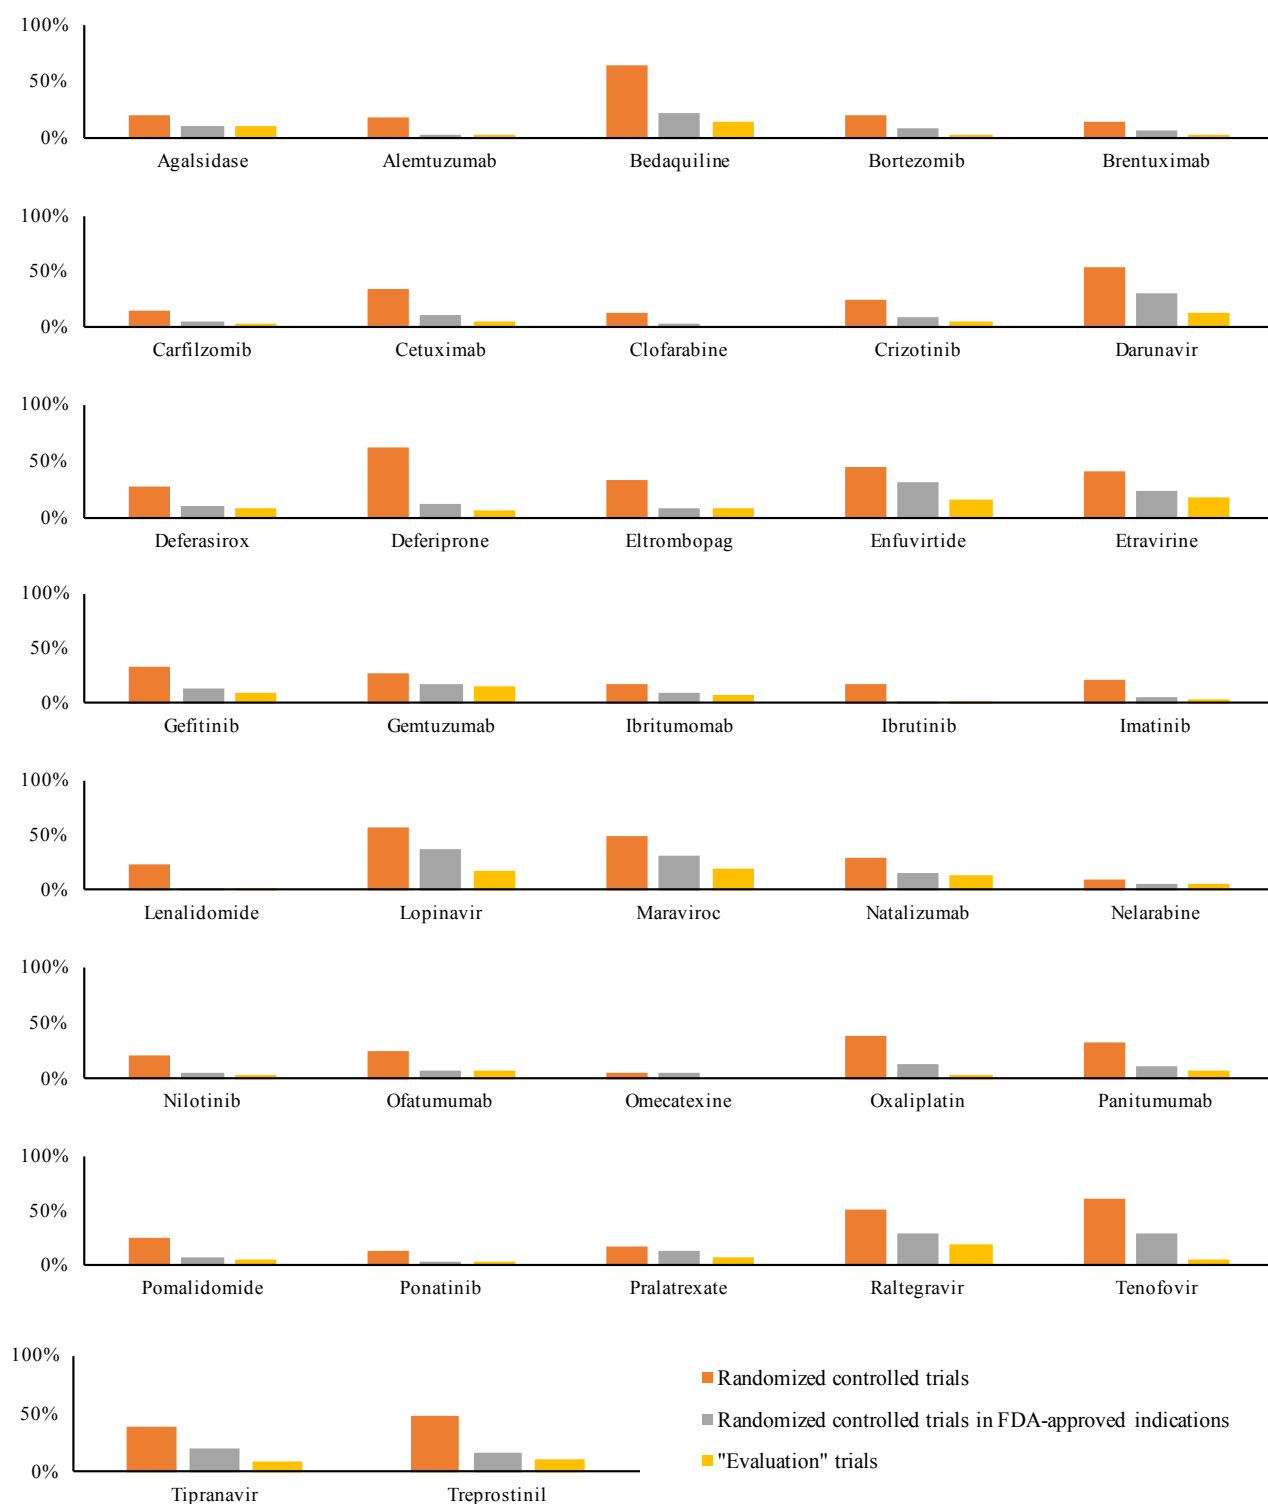 100%
50%
0%
Agalsidase Alemtuzumab Bedaquiline Bortezomib Brentuximab
100%
50%
0%
Carfilzomib Cetuximab Clofarabine Crizotinib Darunavir
100%
50%
0%
Deferasirox Deferiprone Eltrombopag Enfuvirtide Etravirine
100%
50%
0%
Gefitinib Gemtuzumab Ibritumomab Ibrutinib Imatinib
100%
50%
0%
Lenalidomide Lopinavir Maraviroc Natalizumab Nelarabine
100%
50%
0%
Nilotinib Ofatumumab Omecatexine Oxaliplatin Panitumumab
100%
50%
0%
Pomalidomide Ponatinib Pralatrexate Raltegravir Tenofovir
100%
50%
0%
Tipranavir Treprostinil
Randomized controlled trials
Randomized controlled trials in FDA-approved indications
"Evaluation" trials